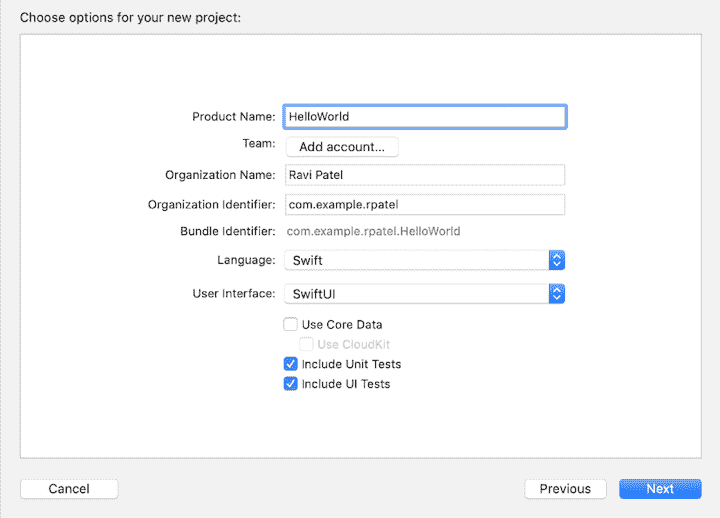 Choose options for your new project:
Product Name: HelloWorld
Team: Add account...
Organization Name: Ravi Patel
Organization Identifier: com.example.rpatel
Bundle Identifier: com.example.rpatel.HelloWorld
Language: Swift
User Interface: SwiftUI
Use Core Data
Use CloudKit
Include Unit Tests
Include UI Tests
Cancel Previous Next